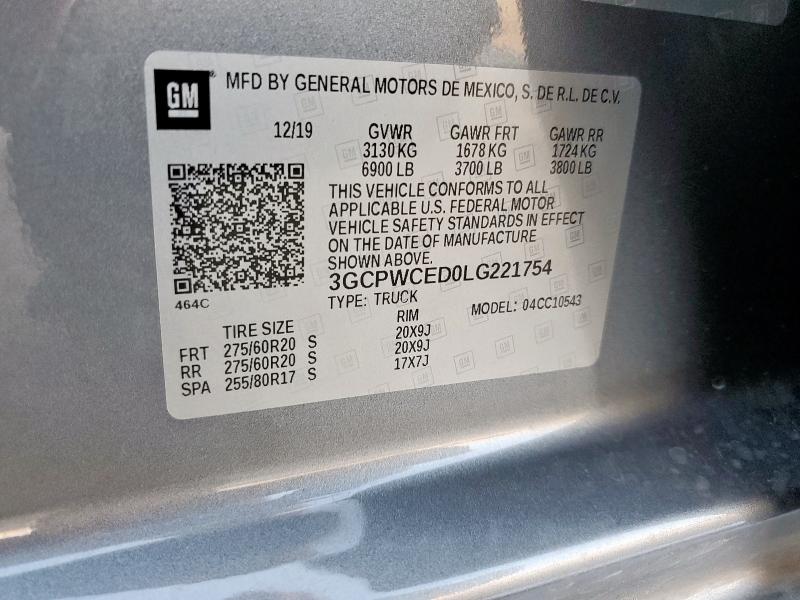 GM
MFD BY GENERAL MOTORS DE MEXICO, S. DE R.L. DE C.V.
12/19 GVWR GAWR FRT GAWR RR
3130 KG 1678 KG 1724 KG
6900 LB 3700 LB 3800 LB
THIS VEHICLE CONFORMS TO ALL
APPLICABLE U.S. FEDERAL MOTOR
VEHICLE SAFETY STANDARDS IN EFFECT
ON THE DATE OF MANUFACTURE
SHOWN ABOVE.
3GCPWCED0LG221754
464C TYPE: TRUCK MODEL: 04CC10543
TIRE SIZE RIM
FRT 275/60R20 S 20X9J
RR 275/60R20 S 20X9J
SPA 255/80R17 S 17X7J